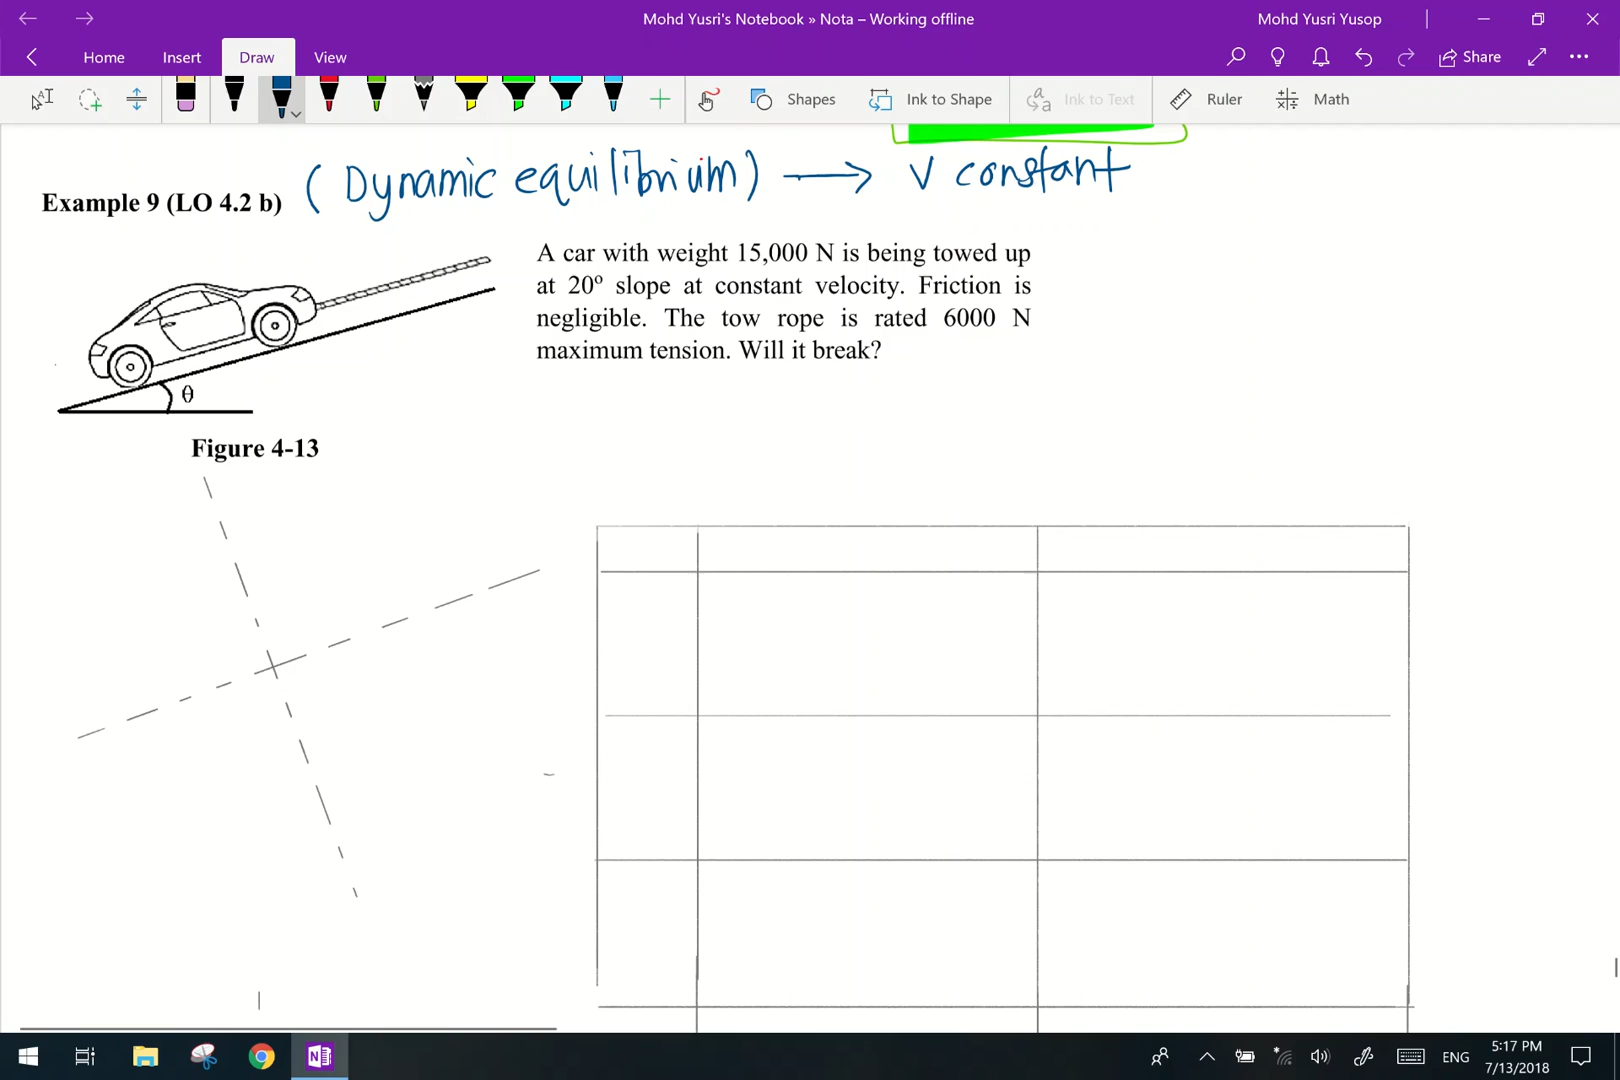 Mohd Yusri's Notebook » Nota – Working offline
Mohd Yusri Yusop
Home
Insert
Draw
View
Share
Shapes
Ink to Shape
Ink to Text
Ruler
Math
(Dynamic equilibrium) → v constant
Example 9 (LO 4.2 b)
A car with weight 15,000 N is being towed up
at 20º slope at constant velocity. Friction is
negligible. The tow rope is rated 6000 N
maximum tension. Will it break?
θ
Figure 4-13
ENG
5:17 PM
7/13/2018